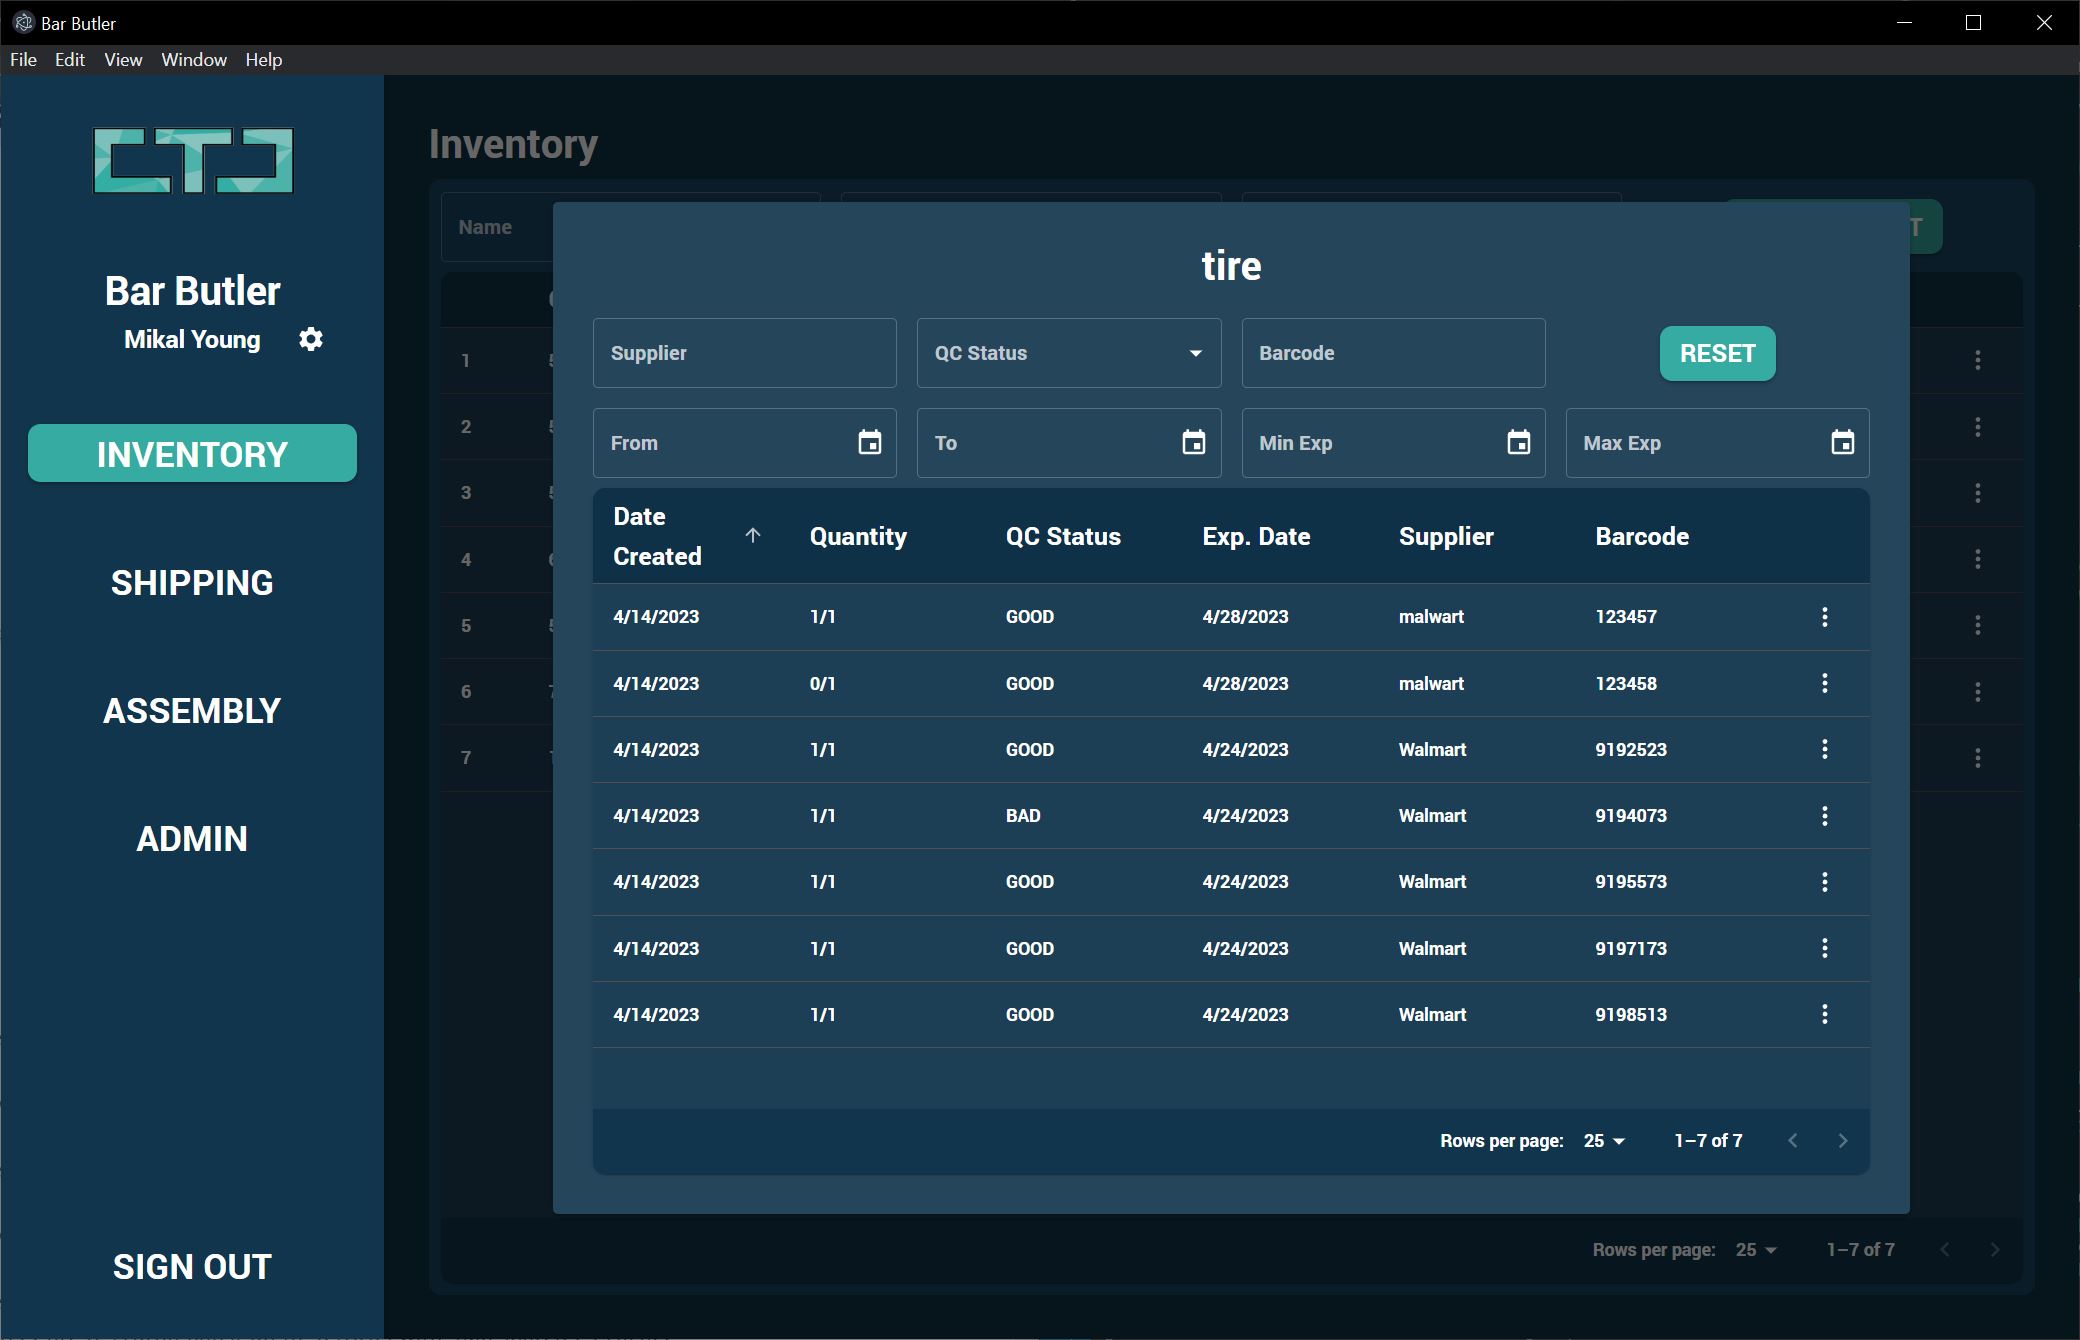 Bar Butler
File Edit View Window Help
Bar Butler
Mikal Young
INVENTORY
SHIPPING
ASSEMBLY
ADMIN
SIGN OUT
Inventory
Name
1
2
3
4
5
6
7
tire
Supplier QC Status Barcode RESET
From To Min Exp Max Exp
Date Created Quantity QC Status Exp. Date Supplier Barcode
4/14/2023 1/1 GOOD 4/28/2023 malwart 123457
4/14/2023 0/1 GOOD 4/28/2023 malwart 123458
4/14/2023 1/1 GOOD 4/24/2023 Walmart 9192523
4/14/2023 1/1 BAD 4/24/2023 Walmart 9194073
4/14/2023 1/1 GOOD 4/24/2023 Walmart 9195573
4/14/2023 1/1 GOOD 4/24/2023 Walmart 9197173
4/14/2023 1/1 GOOD 4/24/2023 Walmart 9198513
Rows per page: 25 1–7 of 7
Rows per page: 25 1–7 of 7